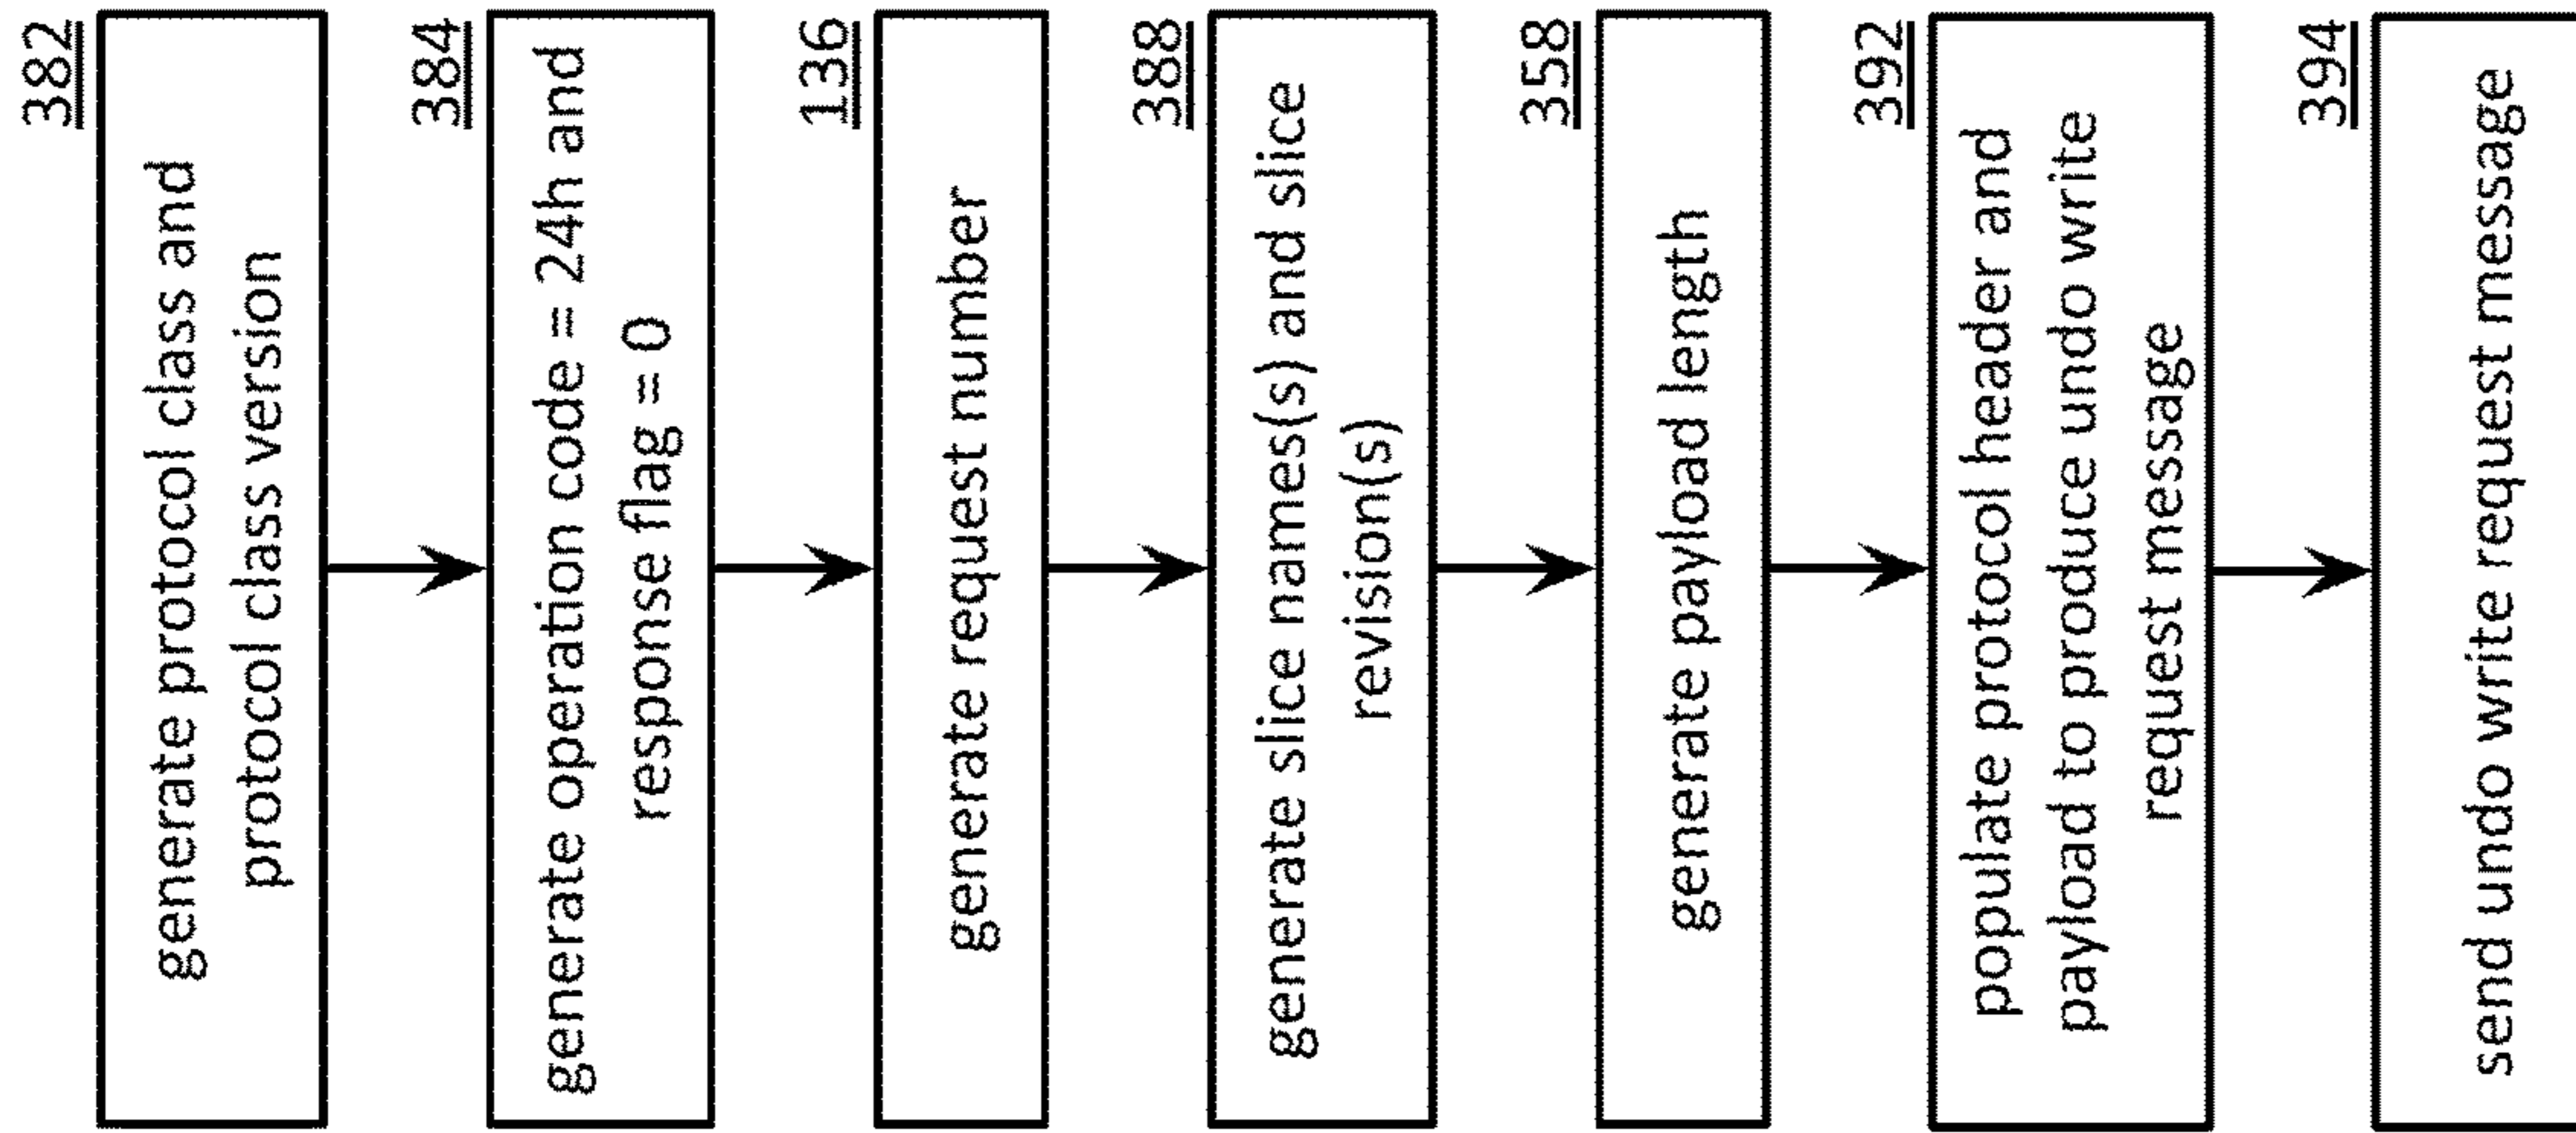 382
generate protocol class and
protocol class version
384
generate operation code = 24h and
response flag = 0
136
generate request number
388
generate slice names(s) and slice
revision(s)
358
generate payload length
392
populate protocol header and
payload to produce undo write
request message
394
send undo write request message